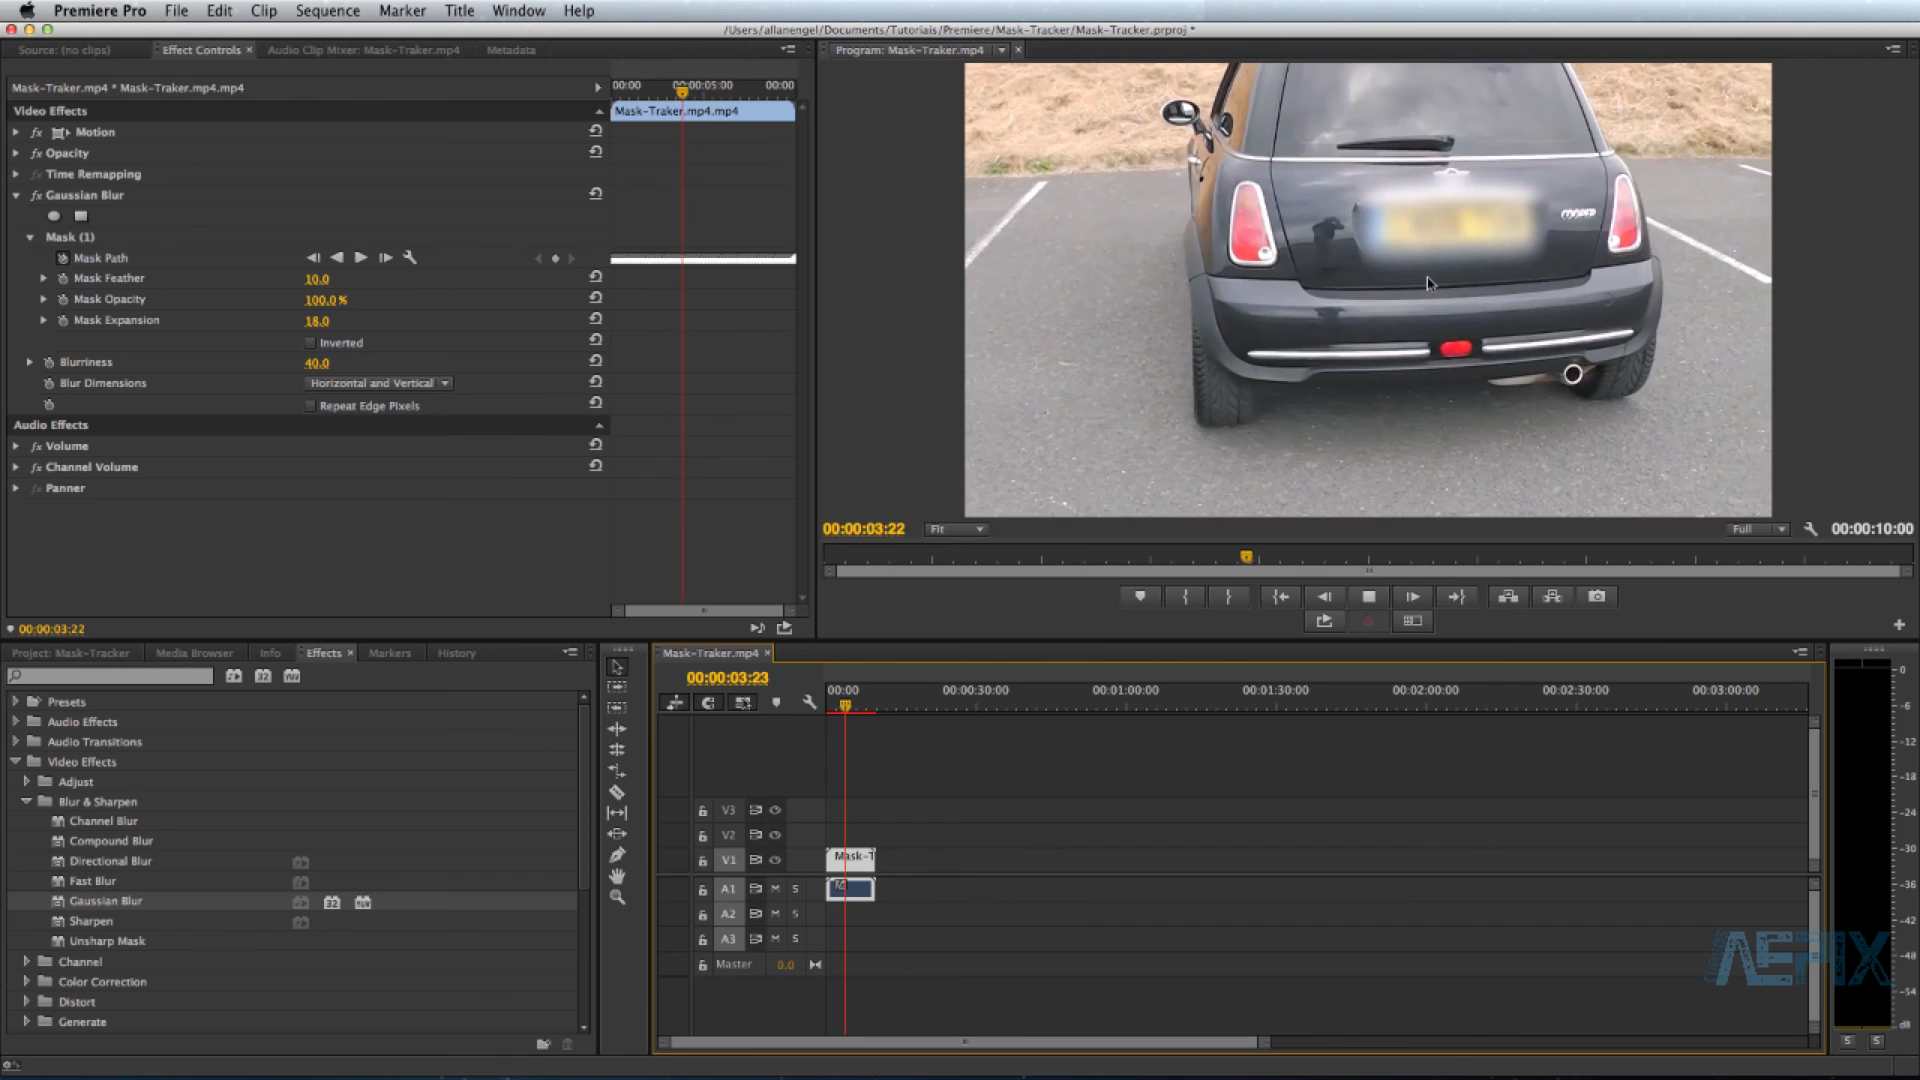 Premiere Pro File Edit Clip Sequence Marker Title Window Help
/Users/allanengel/Documents/Tutoriais/Premiere/Mask-Tracker/Mask-Tracker.prproj *
Source: (no clips) Effect Controls × Audio Clip Mixer: Mask-Traker.mp4 Metadata
Program: Mask-Traker.mp4 ×
Mask-Traker.mp4 * Mask-Traker.mp4.mp4
00:00 00:00:05:00 00:00
Video Effects
Mask-Traker.mp4.mp4
fx Motion
fx Opacity
fx Time Remapping
fx Gaussian Blur
Mask (1)
Mask Path
Mask Feather 10.0
Mask Opacity 100.0 %
Mask Expansion 18.0
Inverted
Blurriness 40.0
Blur Dimensions Horizontal and Vertical
Repeat Edge Pixels
Audio Effects
fx Volume
fx Channel Volume
fx Panner
00:00:03:22
COOPER
00:00:03:22 Fit Full 00:00:10:00
Project: Mask-Tracker Media Browser Info Effects × Markers History
32
Presets
Audio Effects
Audio Transitions
Video Effects
Adjust
Blur & Sharpen
Channel Blur
Compound Blur
Directional Blur
Fast Blur
Gaussian Blur 32
Sharpen
Unsharp Mask
Channel
Color Correction
Distort
Generate
Mask-Traker.mp4 ×
00:00:03:23
00:00 00:00:30:00 00:01:00:00 00:01:30:00 00:02:00:00 00:02:30:00 00:03:00:00
V3
V2
V1 Mask-T
A1 M S
A2 M S
A3 M S
Master 0.0
AEPIX
0
-6
-12
-18
-24
-30
-36
-42
-48
-54
dB
S S